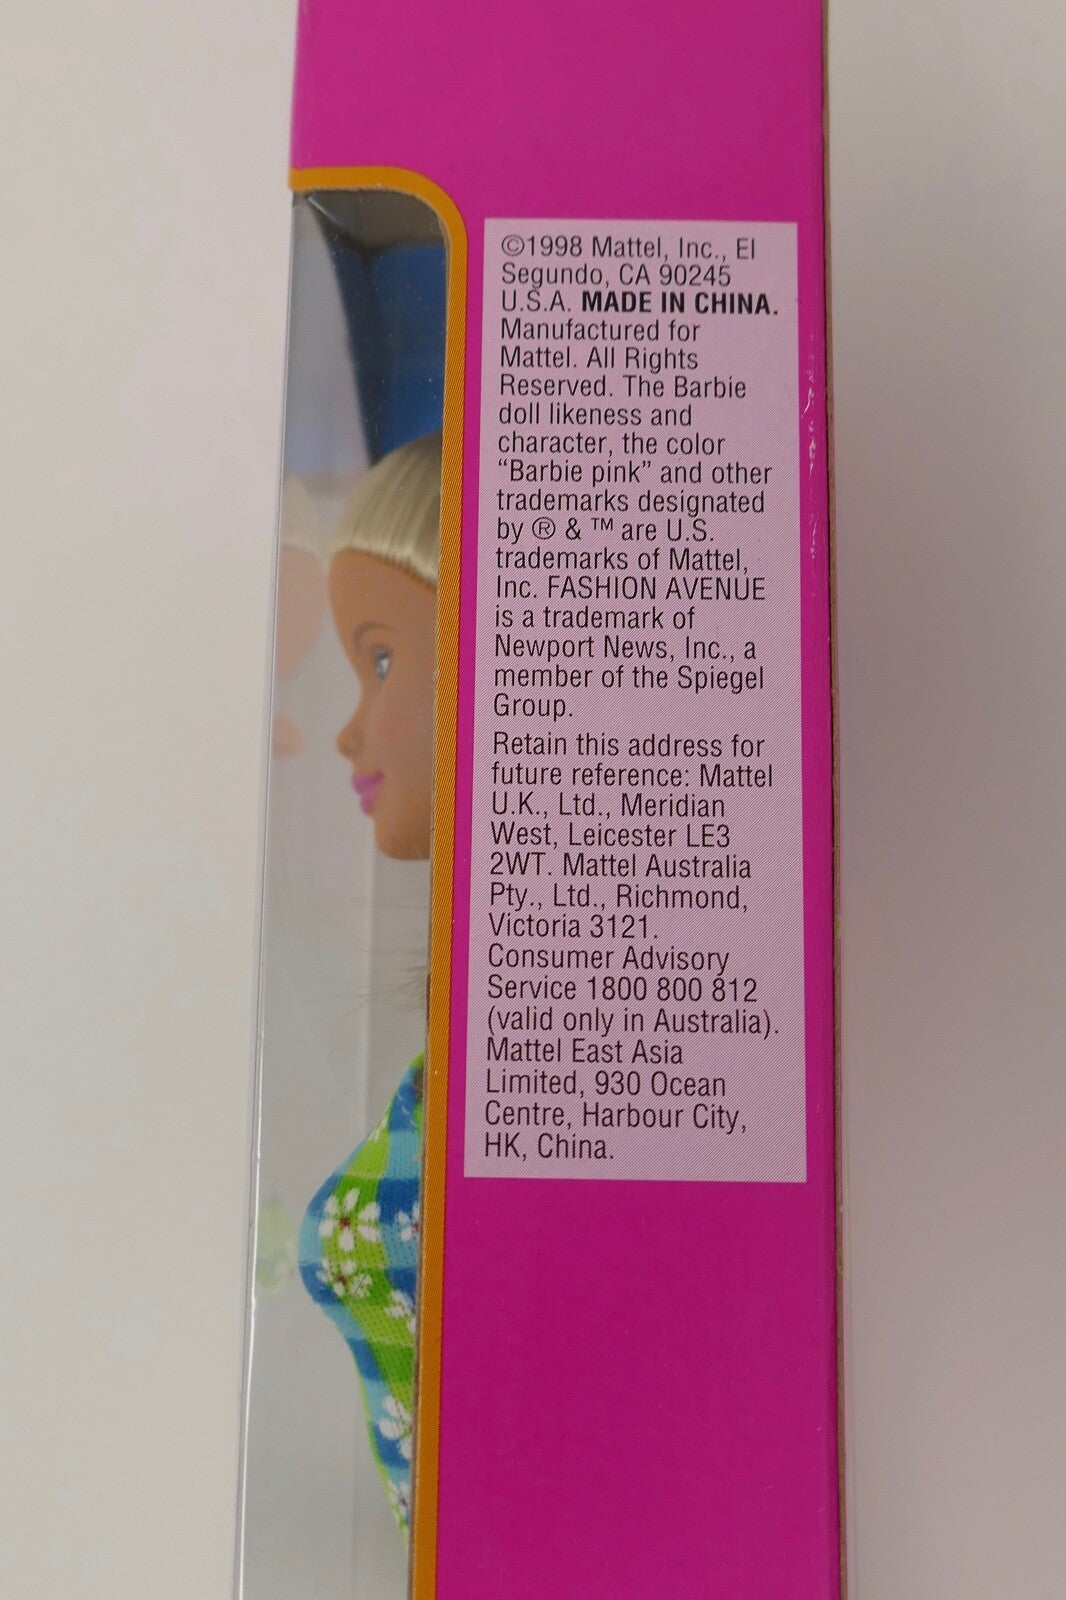 ©1998 Mattel, Inc., El
Segundo, CA 90245
U.S.A. MADE IN CHINA.
Manufactured for
Mattel. All Rights
Reserved. The Barbie
doll likeness and
character, the color
“Barbie pink” and other
trademarks designated
by ® & ™ are U.S.
trademarks of Mattel,
Inc. FASHION AVENUE
is a trademark of
Newport News, Inc., a
member of the Spiegel
Group.
Retain this address for
future reference: Mattel
U.K., Ltd., Meridian
West, Leicester LE3
2WT. Mattel Australia
Pty., Ltd., Richmond,
Victoria 3121.
Consumer Advisory
Service 1800 800 812
(valid only in Australia).
Mattel East Asia
Limited, 930 Ocean
Centre, Harbour City,
HK, China.